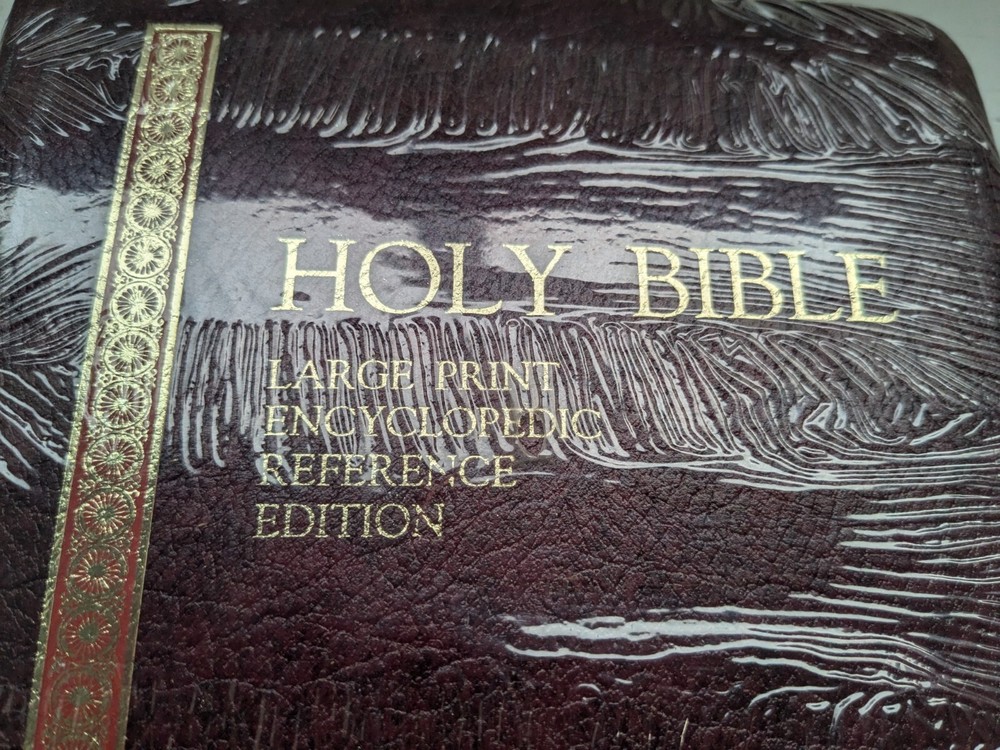 HOLY BIBLE
LARGE PRINT
ENCYCLOPEDIC
REFERENCE
EDITION